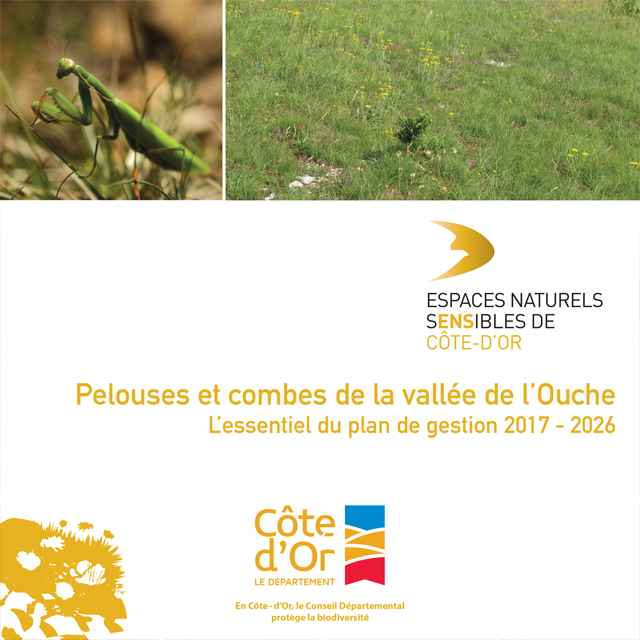 ESPACES NATURELS
SENSIBLES DE
CÔTE-D'OR
Pelouses et combes de la vallée de l'Ouche
L'essentiel du plan de gestion 2017 - 2026
Côte
d'Or
LE DÉPARTEMENT
En Côte - d'Or, le Conseil Départemental
protège la biodiversité